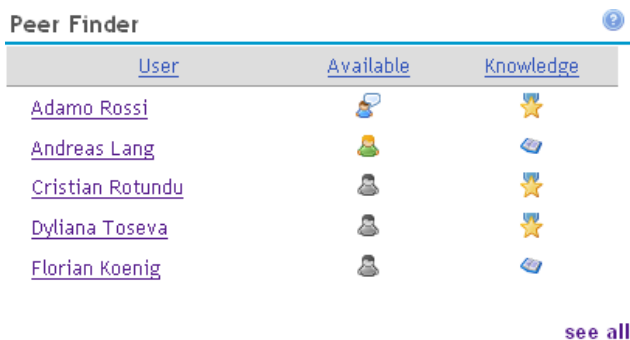 Peer Finder
User Available Knowledge
Adamo Rossi
Andreas Lang
Cristian Rotundu
Dyliana Toseva
Florian Koenig
see all